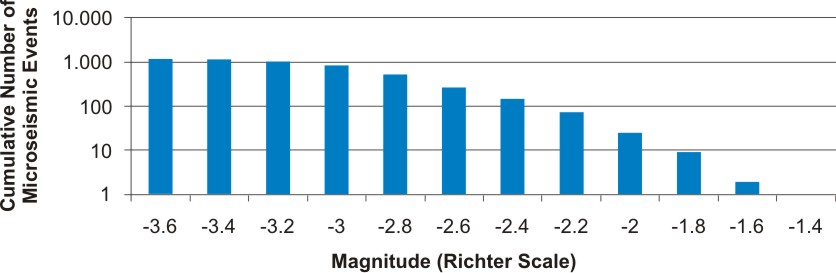 Cumulative Number of
Microseismic Events
10.000
1.000
100
10
1
-3.6 -3.4 -3.2 -3 -2.8 -2.6 -2.4 -2.2 -2 -1.8 -1.6 -1.4
Magnitude (Richter Scale)